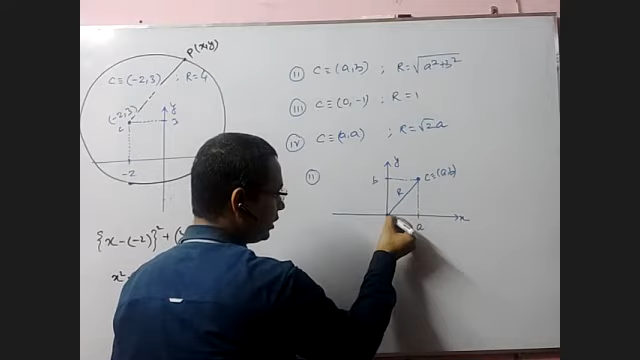 P(x,y)
C≡(-2,3) ; R=4
(-2,3)
C
y
3
-2
{x-(-2)}² + (
x²
(ii) C≡(a,b) ; R=√a²+b²
(iii) C≡(0,-1) ; R=1
(iv) C≡(a,a) ; R=√2a
(ii)
y
b
C≡(a,b)
R
a
x